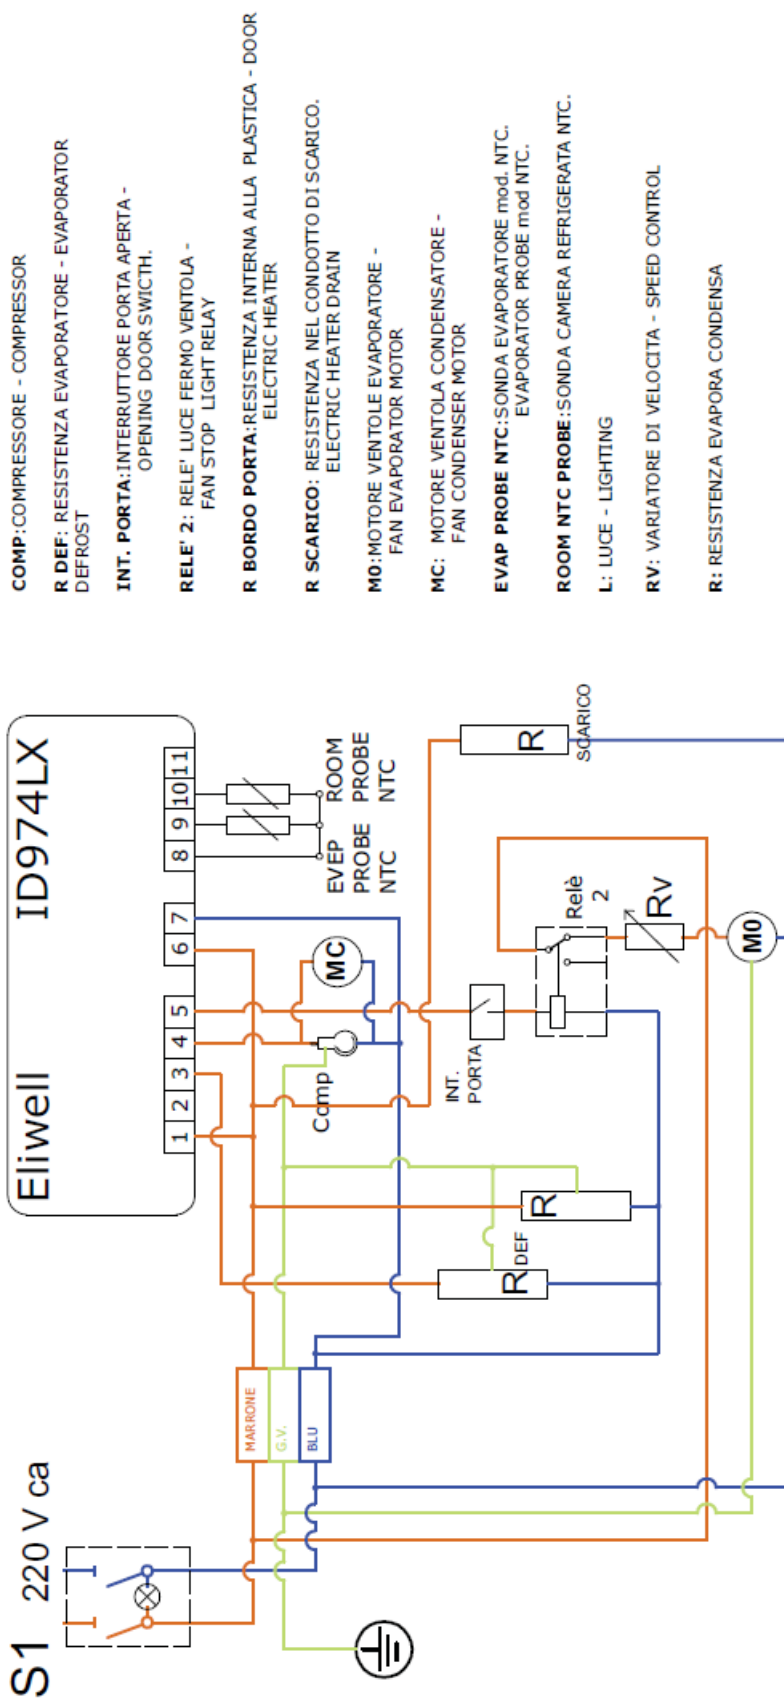 S1 220 V ca
MARRONE
G.V.
BLU
Eliwell ID974LX
1 2 3 4 5 6 7 8 9 10 11
Comp
MC
EVEP
PROBE
NTC
ROOM
PROBE
NTC
R
DEF
R
INT.
PORTA
Relè
2
Rv
M0
R
SCARICO
COMP:COMPRESSORE - COMPRESSOR
R DEF: RESISTENZA EVAPORATORE - EVAPORATOR
DEFROST
INT. PORTA:INTERRUTTORE PORTA APERTA -
OPENING DOOR SWICTH.
RELE' 2: RELE' LUCE FERMO VENTOLA -
FAN STOP LIGHT RELAY
R BORDO PORTA:RESISTENZA INTERNA ALLA PLASTICA - DOOR
ELECTRIC HEATER
R SCARICO: RESISTENZA NEL CONDOTTO DI SCARICO.
ELECTRIC HEATER DRAIN
M0:MOTORE VENTOLE EVAPORATORE -
FAN EVAPORATOR MOTOR
MC: MOTORE VENTOLA CONDENSATORE -
FAN CONDENSER MOTOR
EVAP PROBE NTC:SONDA EVAPORATORE mod. NTC.
EVAPORATOR PROBE mod NTC.
ROOM NTC PROBE:SONDA CAMERA REFRIGERATA NTC.
L: LUCE - LIGHTING
RV: VARIATORE DI VELOCITA - SPEED CONTROL
R: RESISTENZA EVAPORA CONDENSA